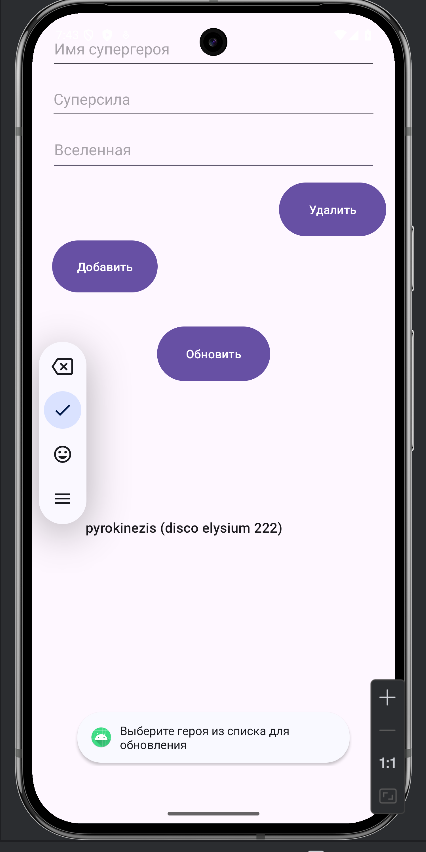 Имя супергероя
Суперсила
Вселенная
Удалить
Добавить
Обновить
pyrokinezis (disco elysium 222)
Выберите героя из списка для
обновления
1:1